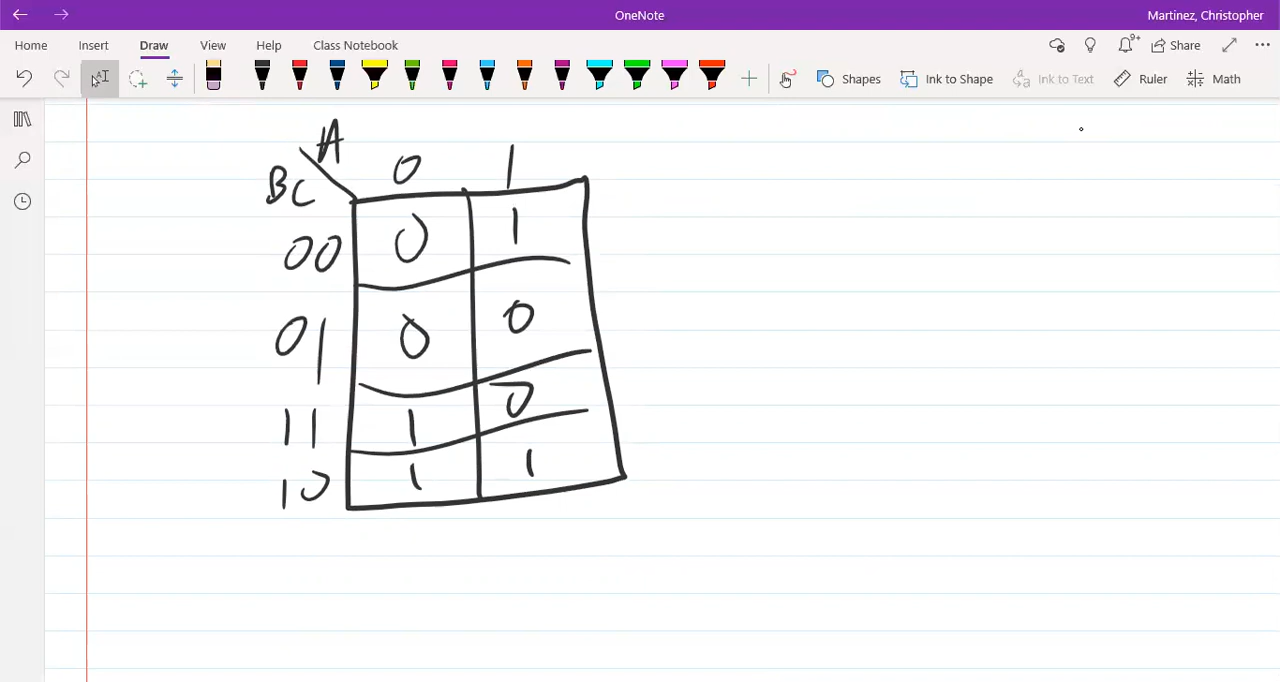 OneNote
Martínez, Christopher
Home Insert Draw View Help Class Notebook Share
Shapes Ink to Shape Ink to Text Ruler Math
A
BC 0 1
00 0 1
01 0 0
11 1 0
10 1 1